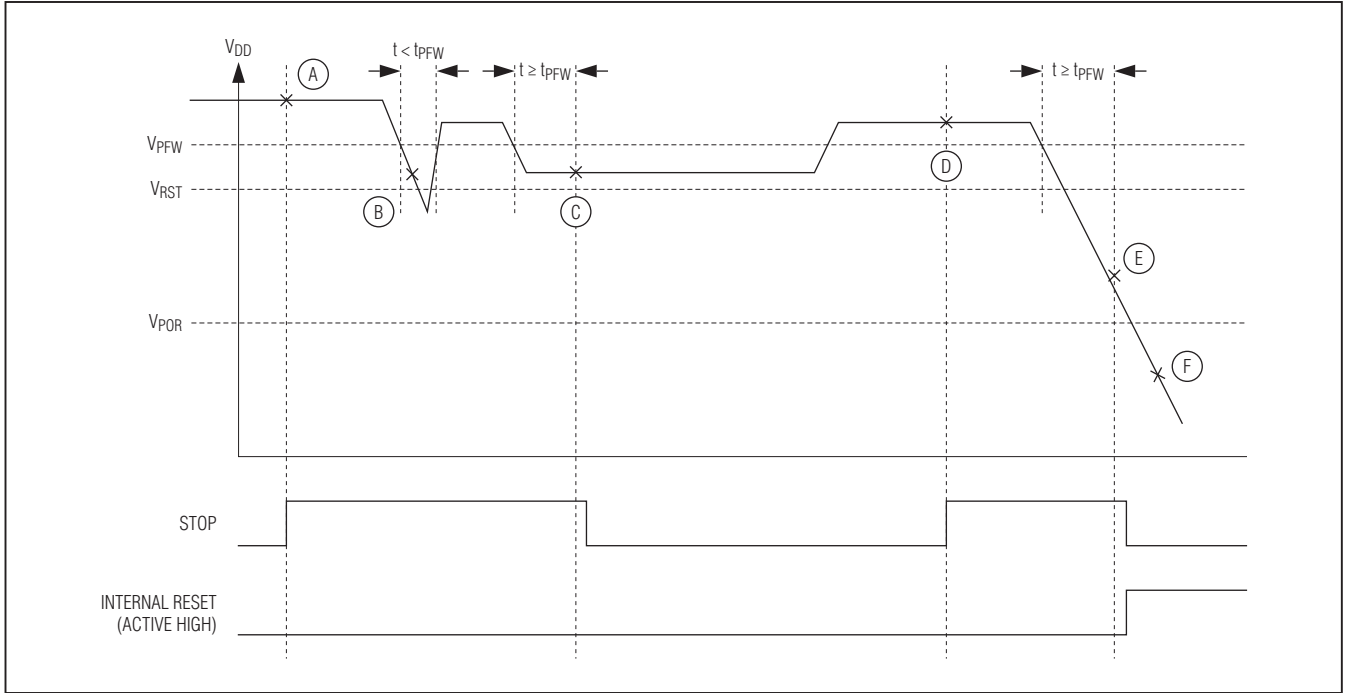 VDD
t < tPFW
t ≥ tPFW
t ≥ tPFW
A
VPFW
D
VRST
B
C
E
VPOR
F
STOP
INTERNAL RESET
(ACTIVE HIGH)